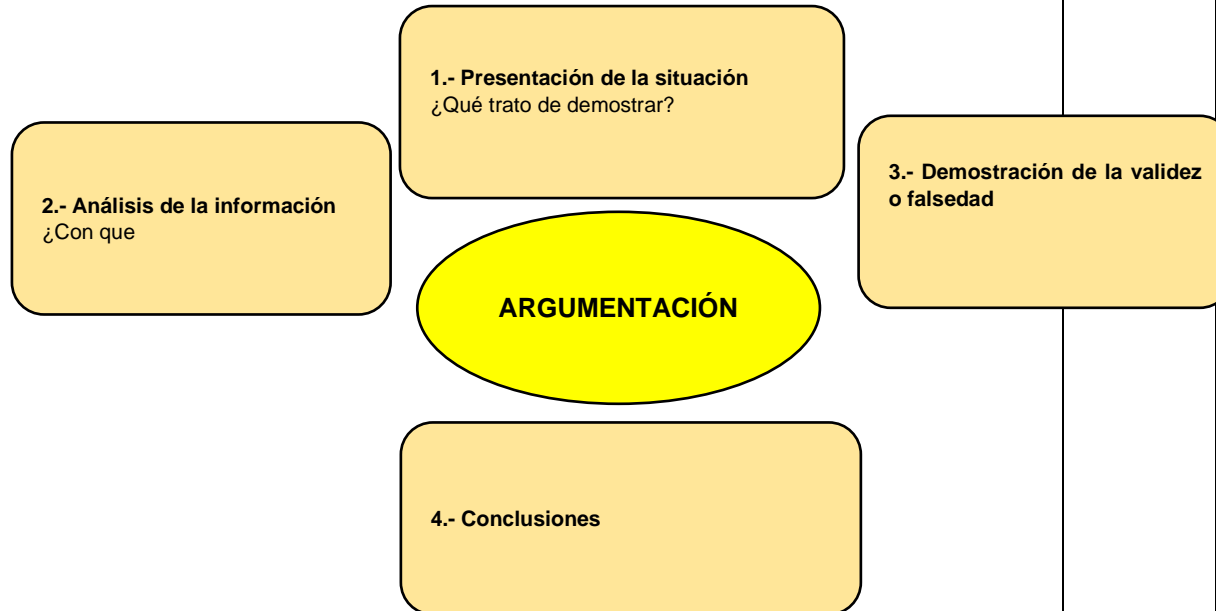 1.- Presentación de la situación
¿Qué trato de demostrar?
2.- Análisis de la información
¿Con que
3.- Demostración de la validez
o falsedad
ARGUMENTACIÓN
4.- Conclusiones